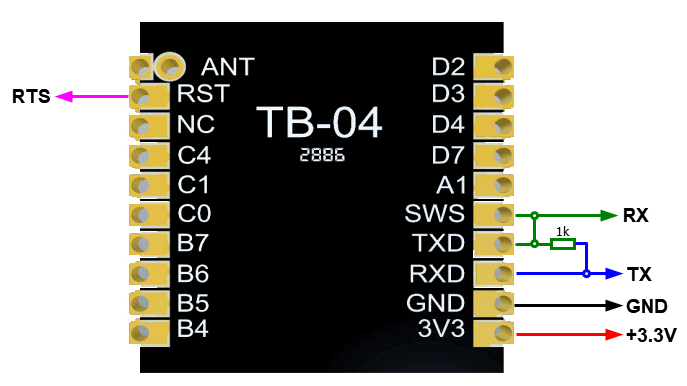 ANT D2
RTS RST D3
NC TB-04 D4
C4 2886 D7
C1 A1
C0 SWS RX
B7 TXD 1k
B6 RXD TX
B5 GND GND
B4 3V3 +3.3V